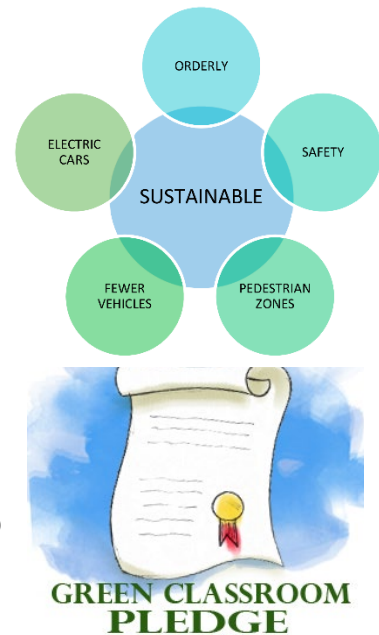 ORDERLY
ELECTRIC
CARS
SAFETY
SUSTAINABLE
FEWER
VEHICLES
PEDESTRIAN
ZONES
GREEN CLASSROOM
PLEDGE